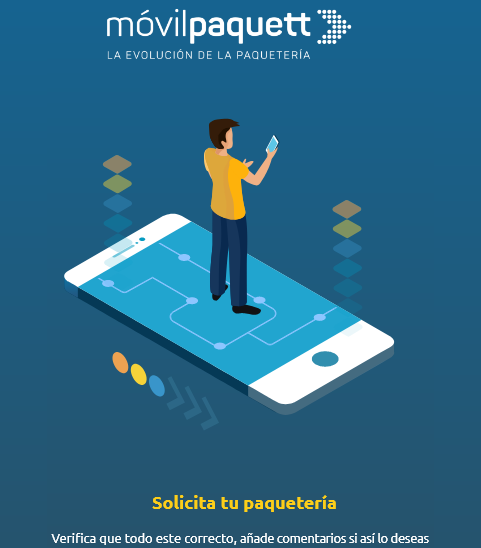 móvilpaquett
LA EVOLUCIÓN DE LA PAQUETERÍA
Solicita tu paquetería
Verifica que todo este correcto, añade comentarios si así lo deseas